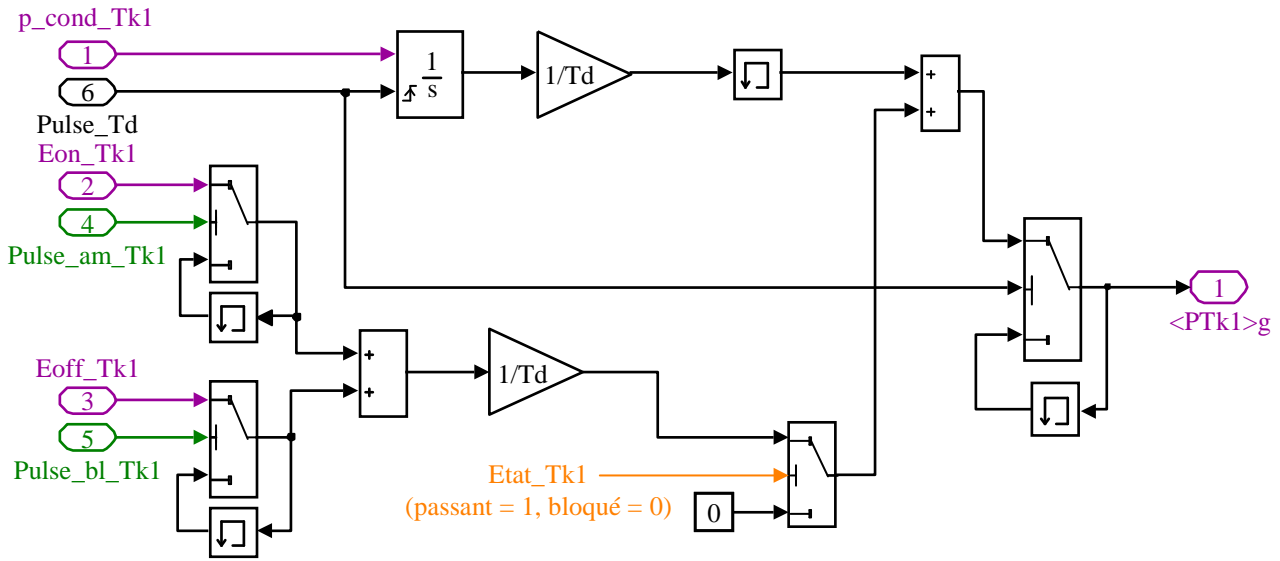 p_cond_Tk1
1
6
Pulse_Td
1
s
1/Td
+
+
Eon_Tk1
2
4
Pulse_am_Tk1
1
<PTk1>g
Eoff_Tk1
3
5
Pulse_bl_Tk1
+
+
1/Td
Etat_Tk1
(passant = 1, bloqué = 0)
0